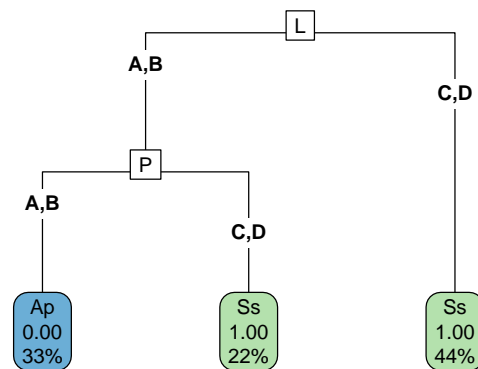 L
A,B
C,D
P
A,B
C,D
Ap
0.00
33%
Ss
1.00
22%
Ss
1.00
44%